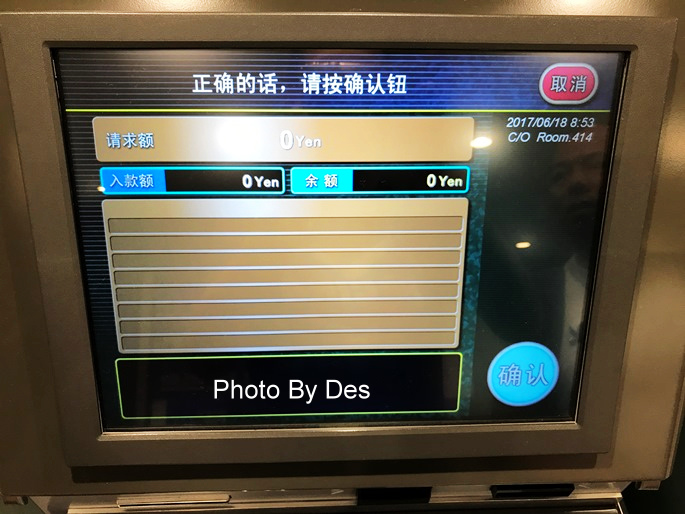 正确的话，请按确认钮
取消
2017/06/18 8:53
C/O Room.414
请求额 0Yen
入款额 0Yen 余 额 0Yen
确认
Photo By Des